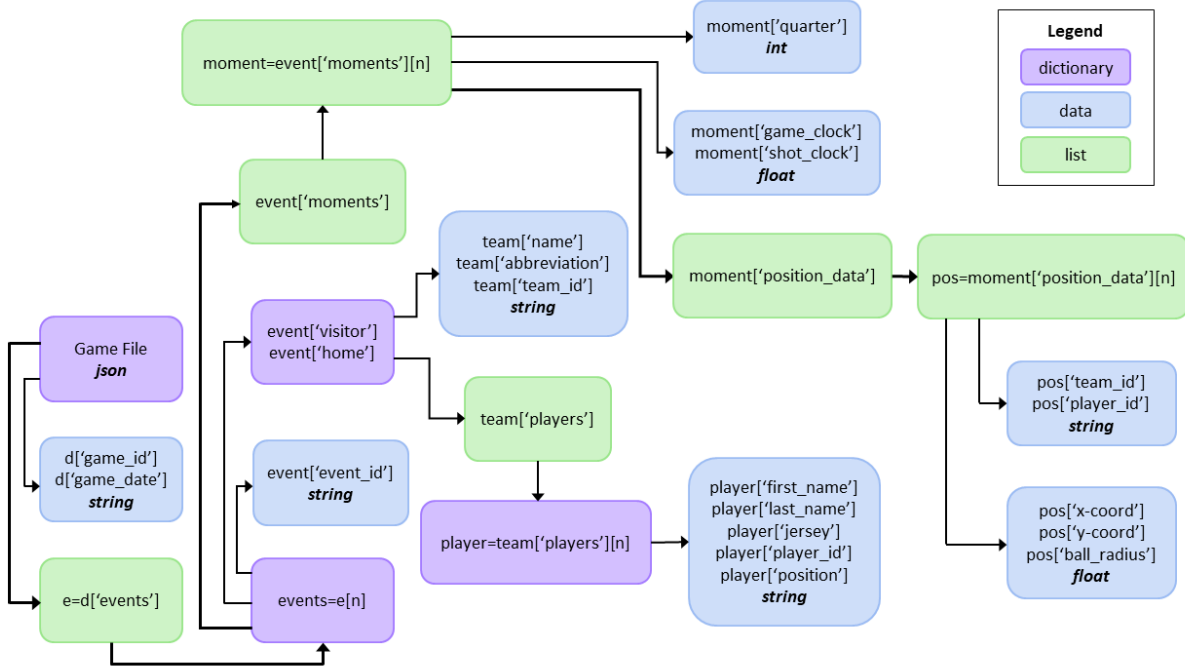 moment=event[‘moments’][n]
moment[’quarter’]
int
Legend
dictionary
data
list
moment[‘game_clock’]
moment[‘shot_clock’]
float
event[‘moments’]
team[‘name’]
team[‘abbreviation’]
team[‘team_id’]
string
moment[‘position_data’]
pos=moment[‘position_data’][n]
Game File
json
event[‘visitor’]
event[‘home’]
team[‘players’]
pos[‘team_id’]
pos[‘player_id’]
string
d[‘game_id’]
d[‘game_date’]
string
event[‘event_id’]
string
player=team[‘players’][n]
player[‘first_name’]
player[‘last_name’]
player[‘jersey’]
player[‘player_id’]
player[‘position’]
string
pos[‘x-coord’]
pos[‘y-coord’]
pos[‘ball_radius’]
float
e=d[‘events’]
events=e[n]